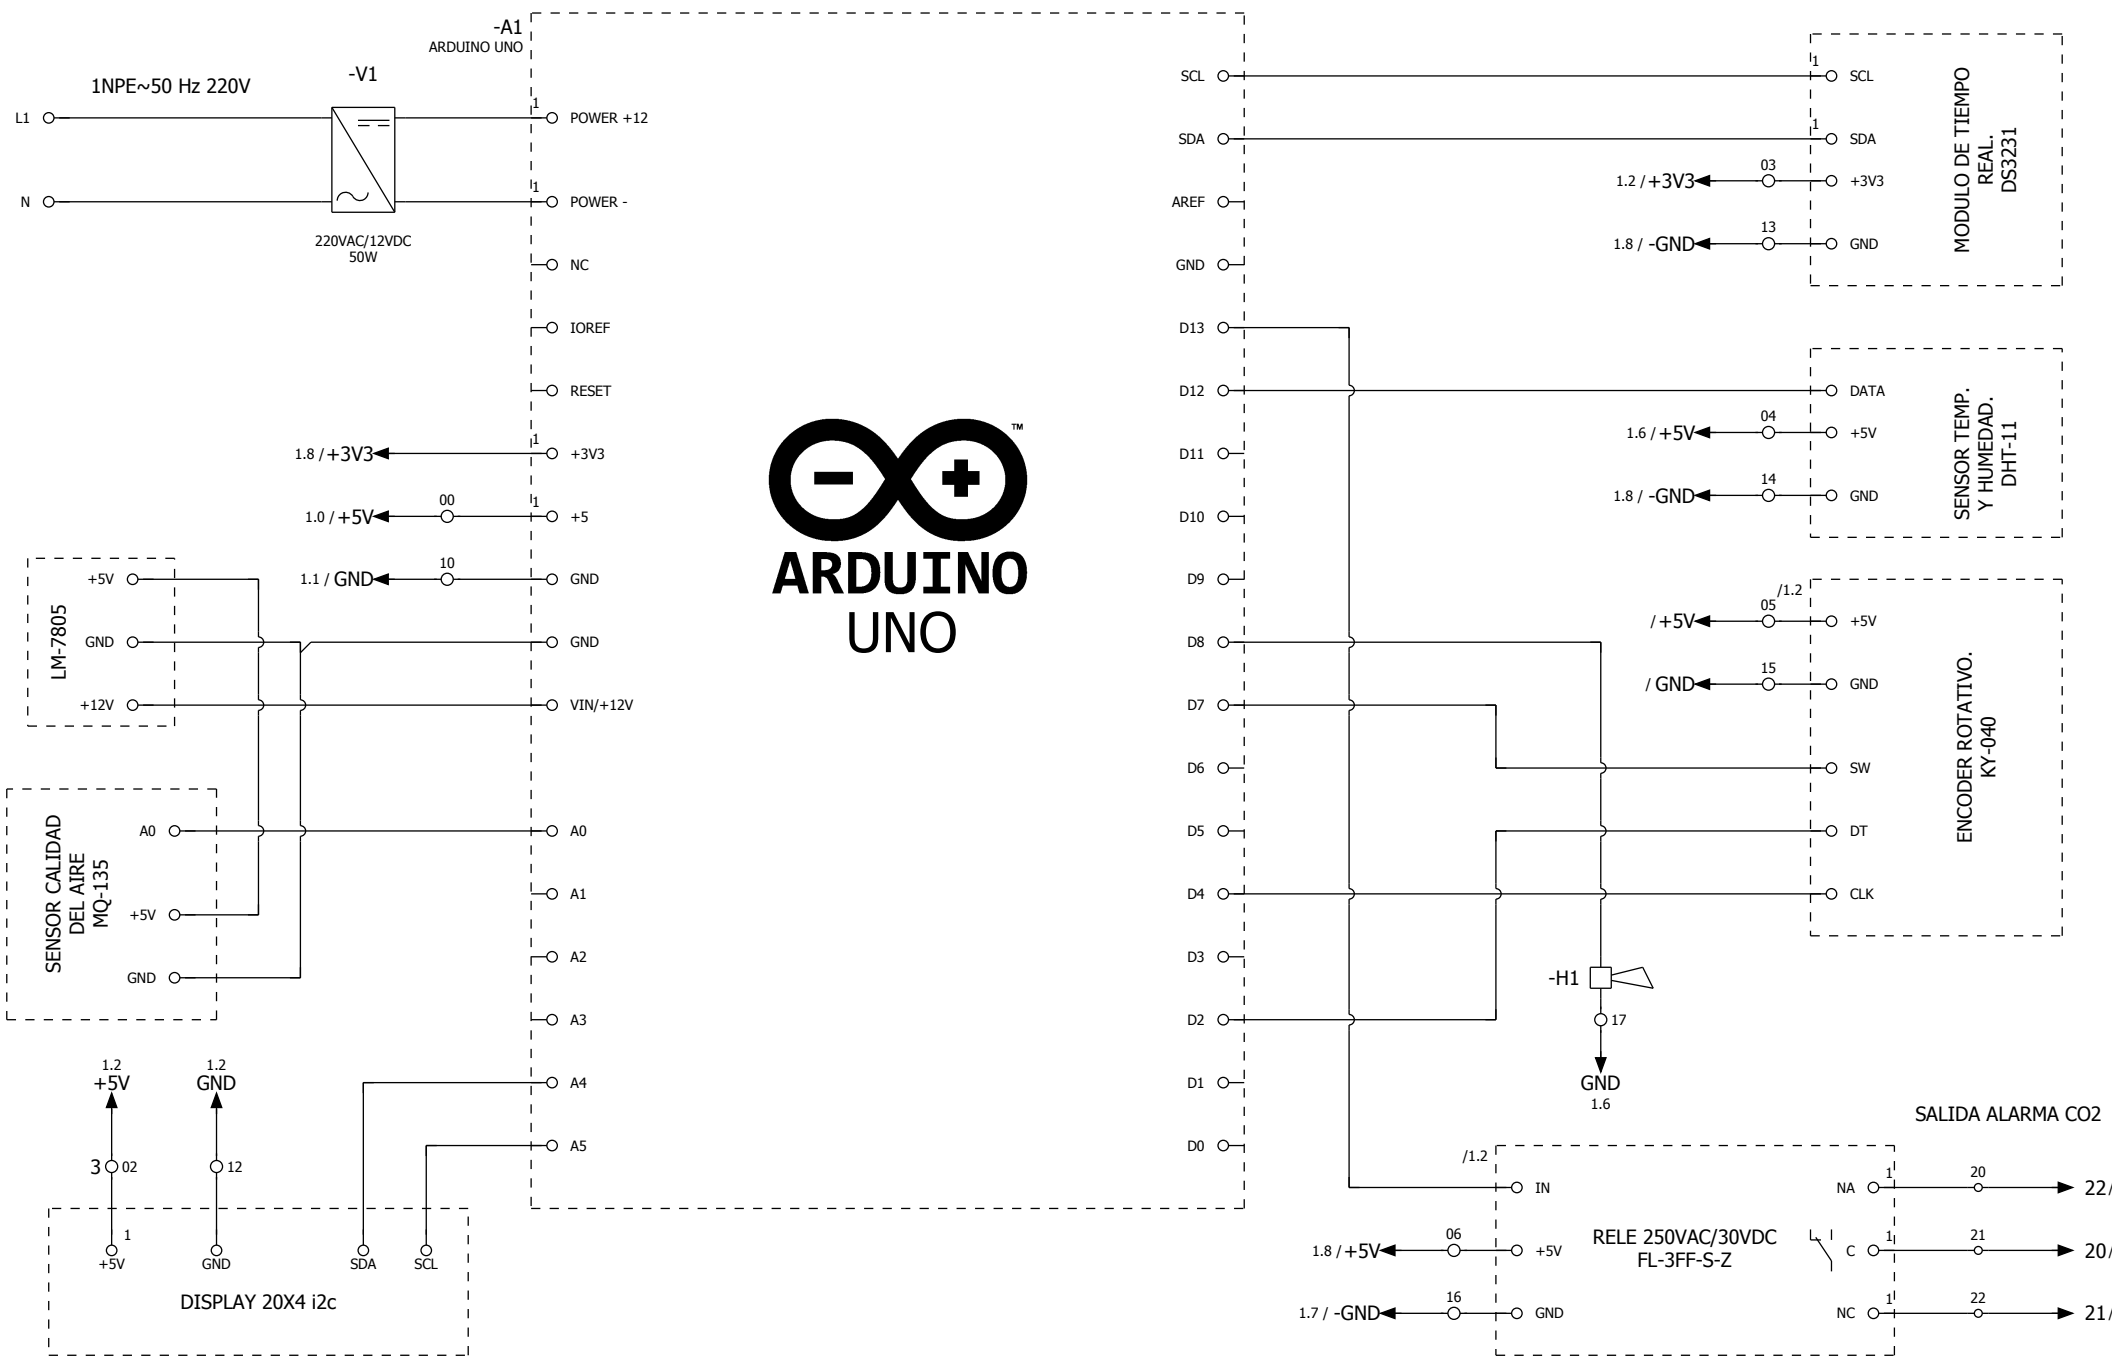 -A1
ARDUINO UNO
1NPE~50 Hz 220V
-V1
L1
N
220VAC/12VDC
50W
1
POWER +12
1
POWER -
NC
IOREF
RESET
1.8 / +3V3
1
+3V3
1.0 / +5V
00
1
+5
1.1 / GND
10
GND
GND
VIN/+12V
A0
A1
A2
A3
A4
A5
LM-7805
+5V
GND
+12V
SENSOR CALIDAD
DEL AIRE
MQ-135
A0
+5V
GND
1.2
+5V
3
02
1
+5V
1.2
GND
12
GND
SDA
SCL
DISPLAY 20X4 i2c
™
ARDUINO
UNO
SCL
SDA
AREF
GND
D13
D12
D11
D10
D9
D8
D7
D6
D5
D4
D3
D2
D1
D0
1
SCL
1
SDA
1.2 / +3V3
03
+3V3
1.8 / -GND
13
GND
MODULO DE TIEMPO
REAL.
DS3231
DATA
1.6 / +5V
04
+5V
1.8 / -GND
14
GND
SENSOR TEMP.
Y HUMEDAD.
DHT-11
/1.2
/ +5V
05
+5V
/ GND
15
GND
SW
DT
CLK
ENCODER ROTATIVO.
KY-040
-H1
17
GND
1.6
SALIDA ALARMA CO2
/1.2
IN
1.8 / +5V
06
+5V
1.7 / -GND
16
GND
RELE 250VAC/30VDC
FL-3FF-S-Z
NA
1
20
22/
C
1
21
20/
NC
1
22
21/